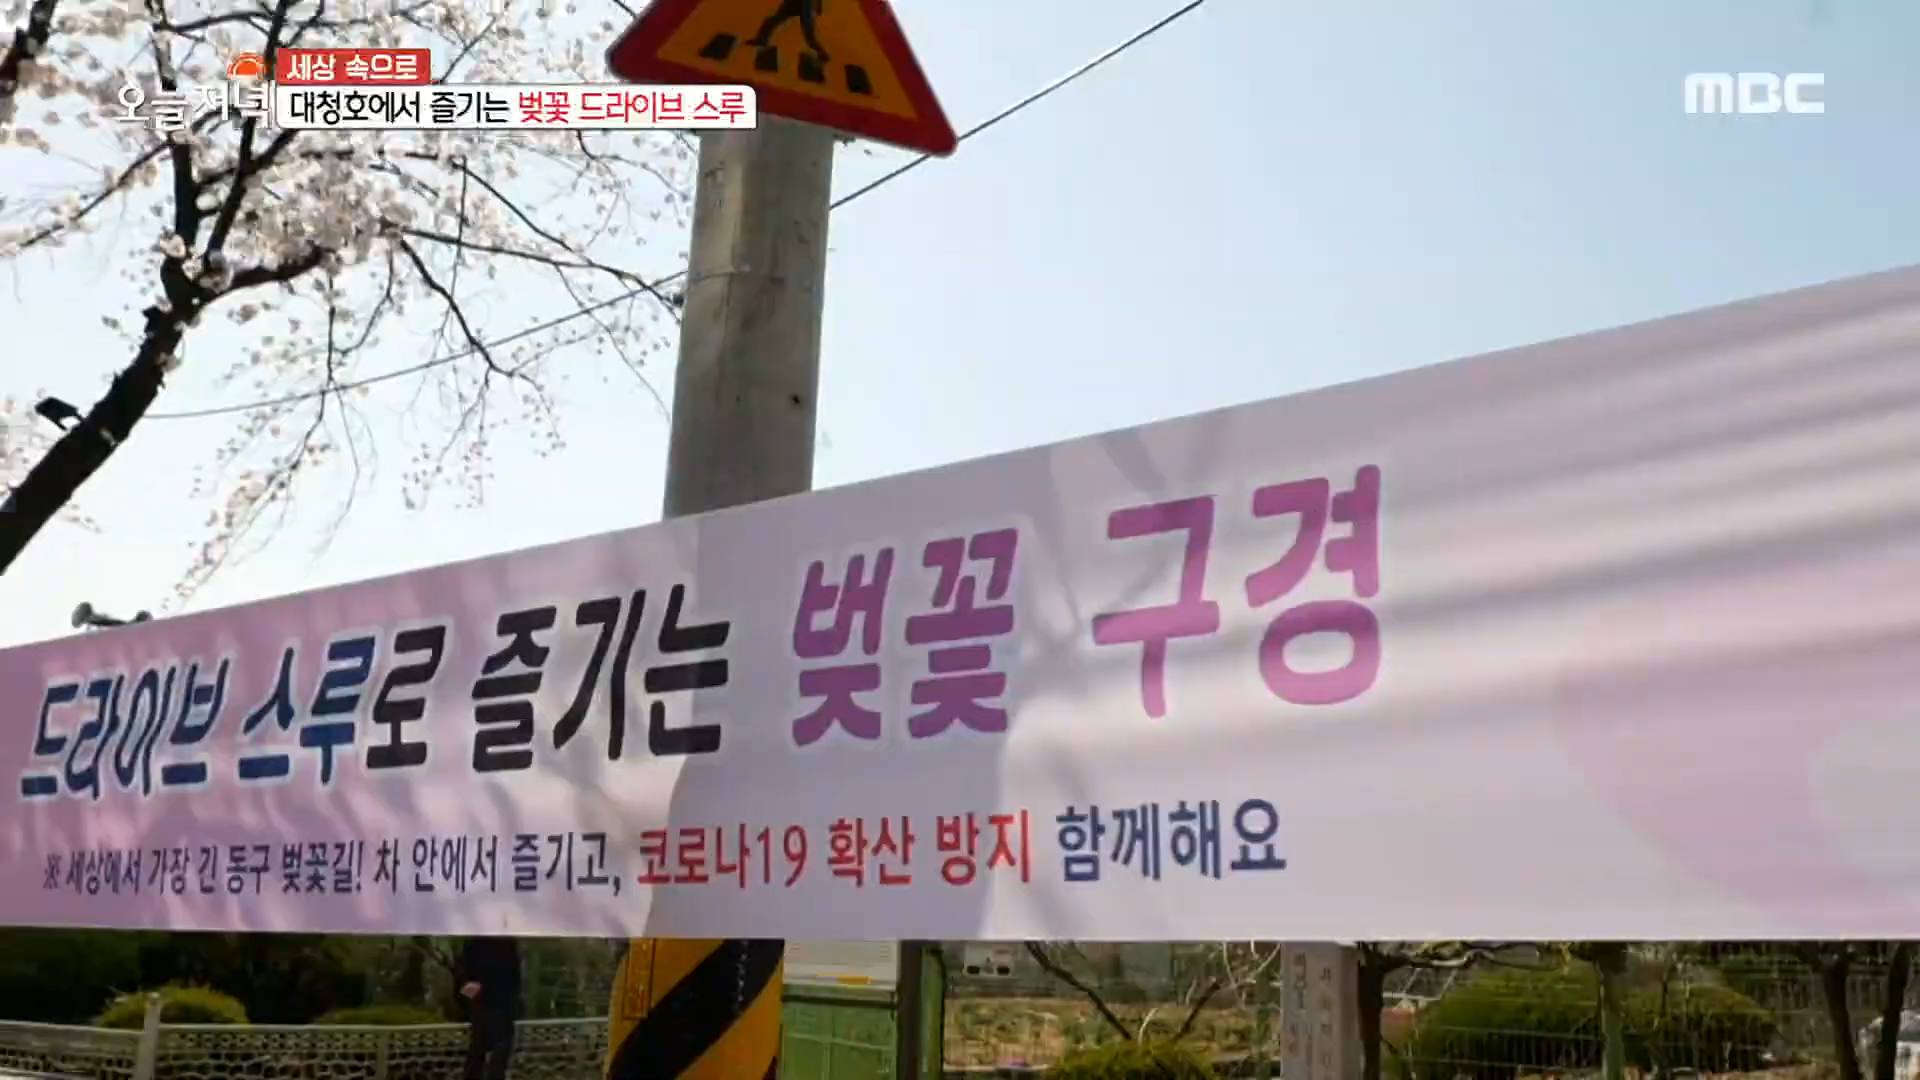 세상 속으로
오늘저녁
대청호에서 즐기는 벚꽃 드라이브 스루
MBC
드라이브 스루로 즐기는 벚꽃 구경
※ 세상에서 가장 긴 동구 벚꽃길! 차 안에서 즐기고, 코로나19 확산 방지 함께해요